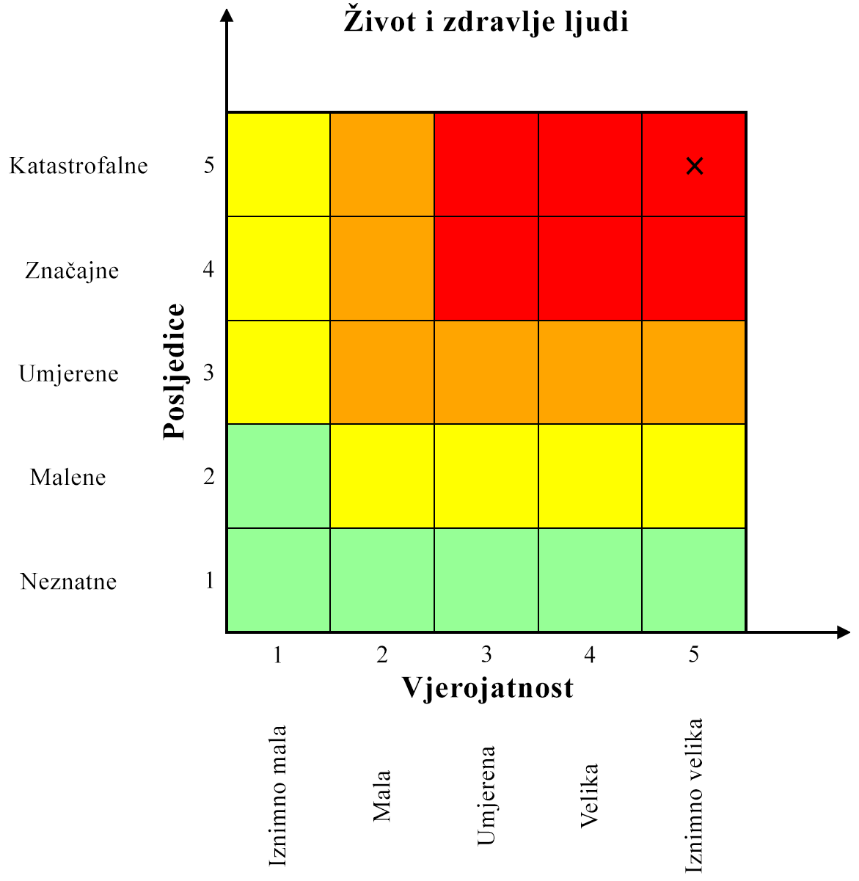 Život i zdravlje ljudi
Katastrofalne 5
Značajne 4
Umjerene 3
Malene 2
Neznatne 1
Posljedice
1 2 3 4 5
Vjerojatnost
Iznimno mala
Mala
Umjerena
Velika
Iznimno velika